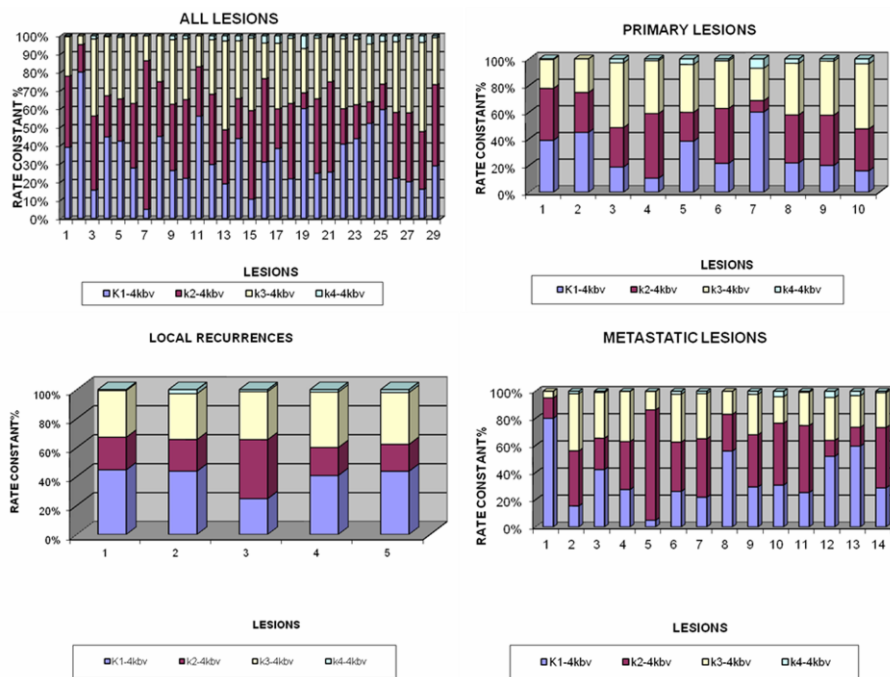 ALL LESIONS
RATE CONSTANT %
100%
90%
80%
70%
60%
50%
40%
30%
20%
10%
0%
1 3 5 7 9 11 13 15 17 19 21 23 25 27 29
LESIONS
K1-4kbv k2-4kbv k3-4kbv k4-4kbv
PRIMARY LESIONS
RATE CONSTANT%
100%
80%
60%
40%
20%
0%
1 2 3 4 5 6 7 8 9 10
LESIONS
K1-4kbv k2-4kbv k3-4kbv k4-4kbv
LOCAL RECURRENCES
RATE CONSTANT%
100%
80%
60%
40%
20%
0%
1 2 3 4 5
LESIONS
K1-4kbv k2-4kbv k3-4kbv k4-4kbv
METASTATIC LESIONS
RATE CONSTANT%
100%
80%
60%
40%
20%
0%
1 2 3 4 5 6 7 8 9 10 11 12 13 14
LESIONS
K1-4kbv k2-4kbv k3-4kbv k4-4kbv